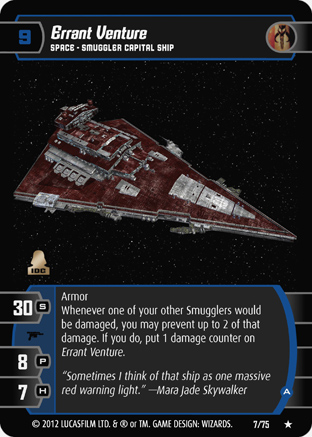 9
Errant Venture
SPACE - SMUGGLER CAPITAL SHIP
IDC
30 S
8 P
7 H
Armor
Whenever one of your other Smugglers would
be damaged, you may prevent up to 2 of that
damage. If you do, put 1 damage counter on
Errant Venture.
“Sometimes I think of that ship as one massive
red warning light.” —Mara Jade Skywalker
A
© 2012 LUCASFILM LTD. & ® or TM. GAME DESIGN: WIZARDS. 7/75 ★